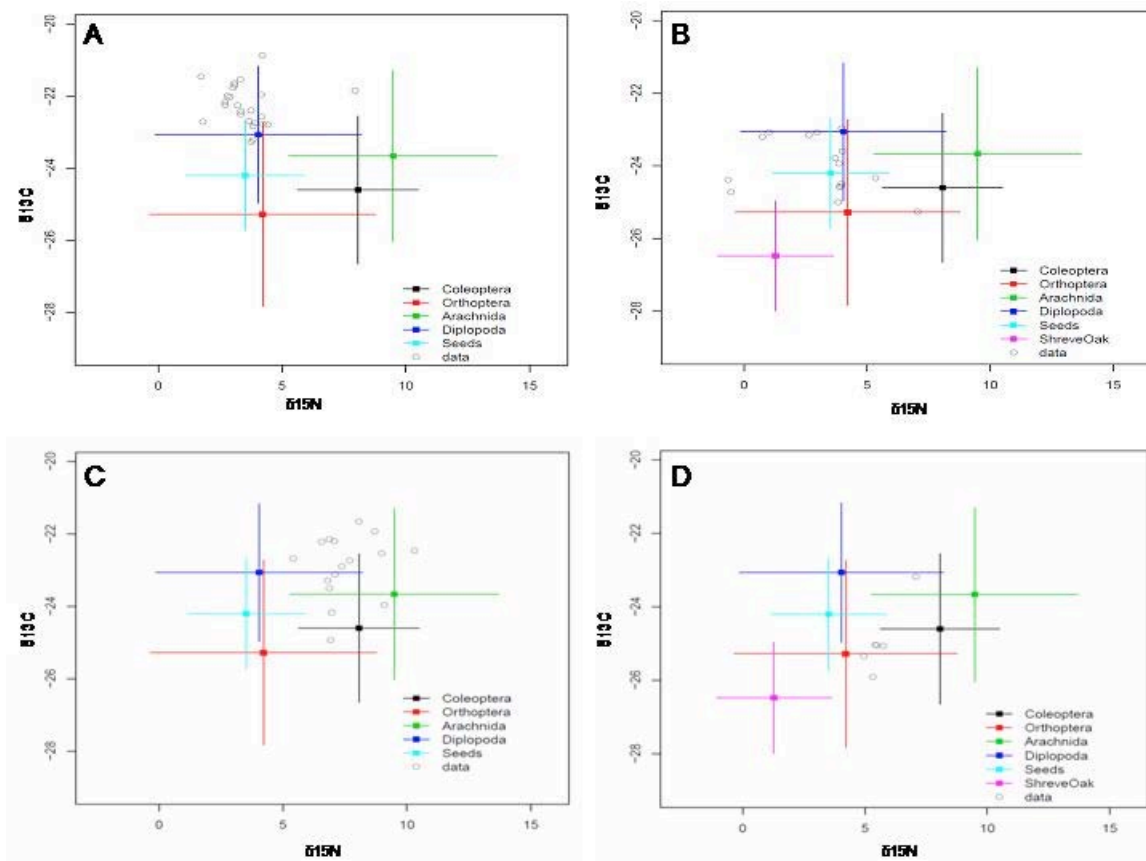 A
-20
-22
-24
-26
-28
δ13C
0 5 10 15
δ15N
Coleoptera
Orthoptera
Arachnida
Diplopoda
Seeds
data
B
-20
-22
-24
-26
-28
δ13C
0 5 10 15
δ15N
Coleoptera
Orthoptera
Arachnida
Diplopoda
Seeds
ShreveOak
data
C
-20
-22
-24
-26
-28
δ13C
0 5 10 15
δ15N
Coleoptera
Orthoptera
Arachnida
Diplopoda
Seeds
data
D
-20
-22
-24
-26
-28
δ13C
0 5 10 15
δ15N
Coleoptera
Orthoptera
Arachnida
Diplopoda
Seeds
ShreveOak
data